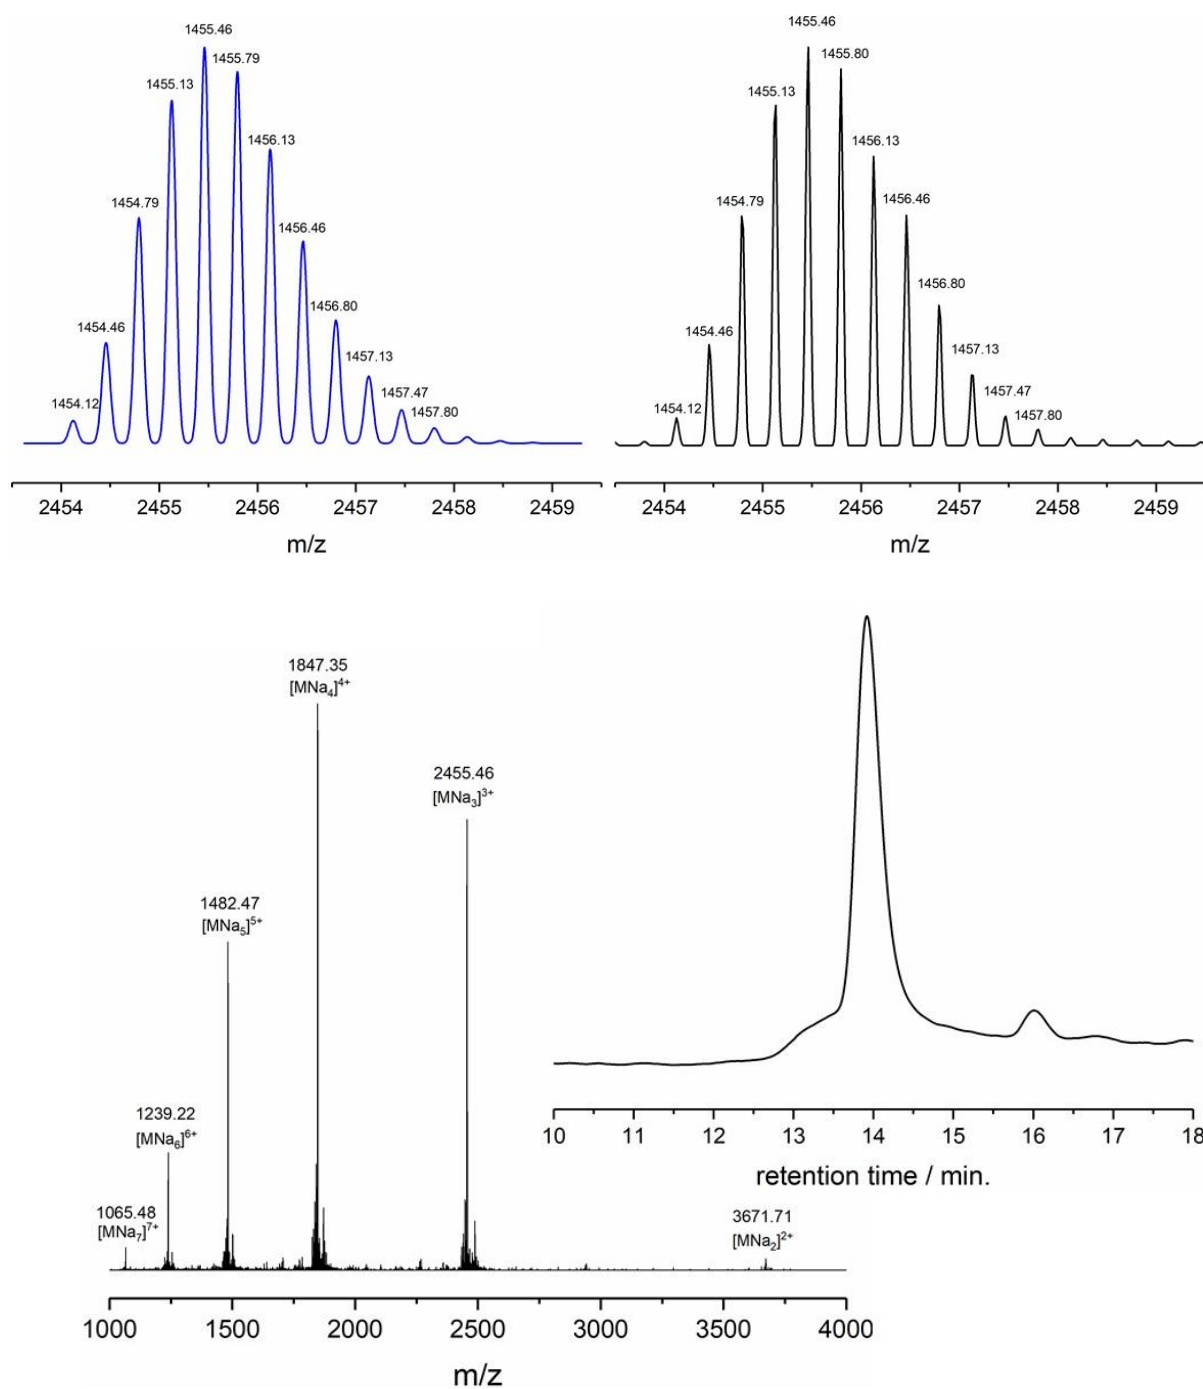 1454.12
1454.46
1454.79
1455.13
1455.46
1455.79
1456.13
1456.46
1456.80
1457.13
1457.47
1457.80
2454 2455 2456 2457 2458 2459
m/z
1454.12
1454.46
1454.79
1455.13
1455.46
1455.80
1456.13
1456.46
1456.80
1457.13
1457.47
1457.80
2454 2455 2456 2457 2458 2459
m/z
1065.48
[MNa₇]⁷⁺
1239.22
[MNa₆]⁶⁺
1482.47
[MNa₅]⁵⁺
1847.35
[MNa₄]⁴⁺
2455.46
[MNa₃]³⁺
3671.71
[MNa₂]²⁺
1000 1500 2000 2500 3000 3500 4000
m/z
10 11 12 13 14 15 16 17 18
retention time / min.